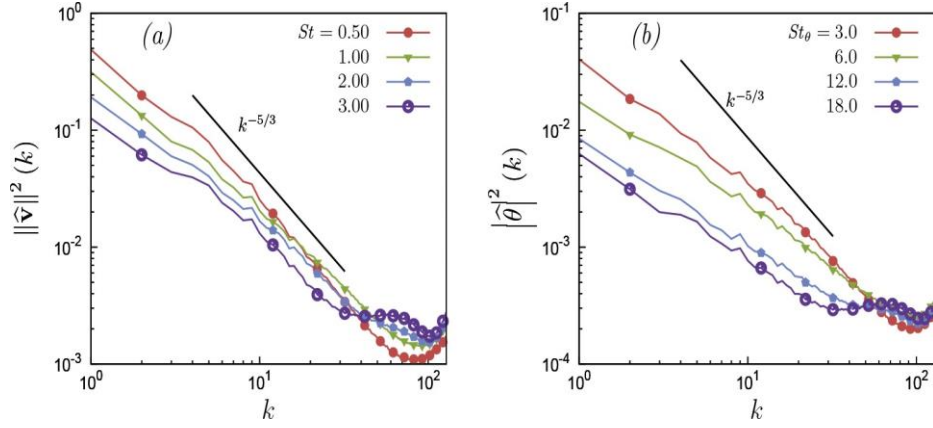 (a)
St = 0.50
1.00
2.00
3.00
k^{-5/3}
||v̂||² (k)
10^0
10^{-1}
10^{-2}
10^{-3}
10^0
10^1
10^2
k
(b)
St_θ = 3.0
6.0
12.0
18.0
k^{-5/3}
|θ̂|² (k)
10^{-1}
10^{-2}
10^{-3}
10^{-4}
10^0
10^1
10^2
k